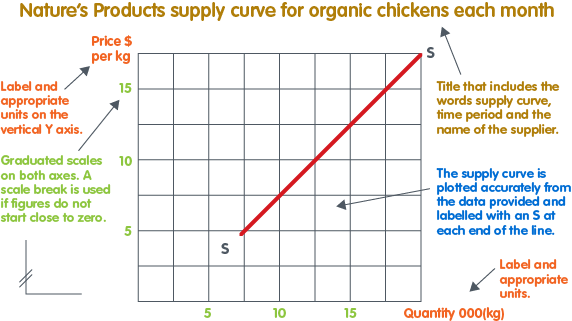 Nature's Products supply curve for organic chickens each month
Price $
per kg
S
15
10
5
S
5
10
15
Quantity 000(kg)
Label and
appropriate
units on the
vertical Y axis.
Graduated scales
on both axes. A
scale break is used
if figures do not
start close to zero.
Title that includes the
words supply curve,
time period and the
name of the supplier.
The supply curve is
plotted accurately from
the data provided and
labelled with an S at
each end of the line.
Label and
appropriate
units.